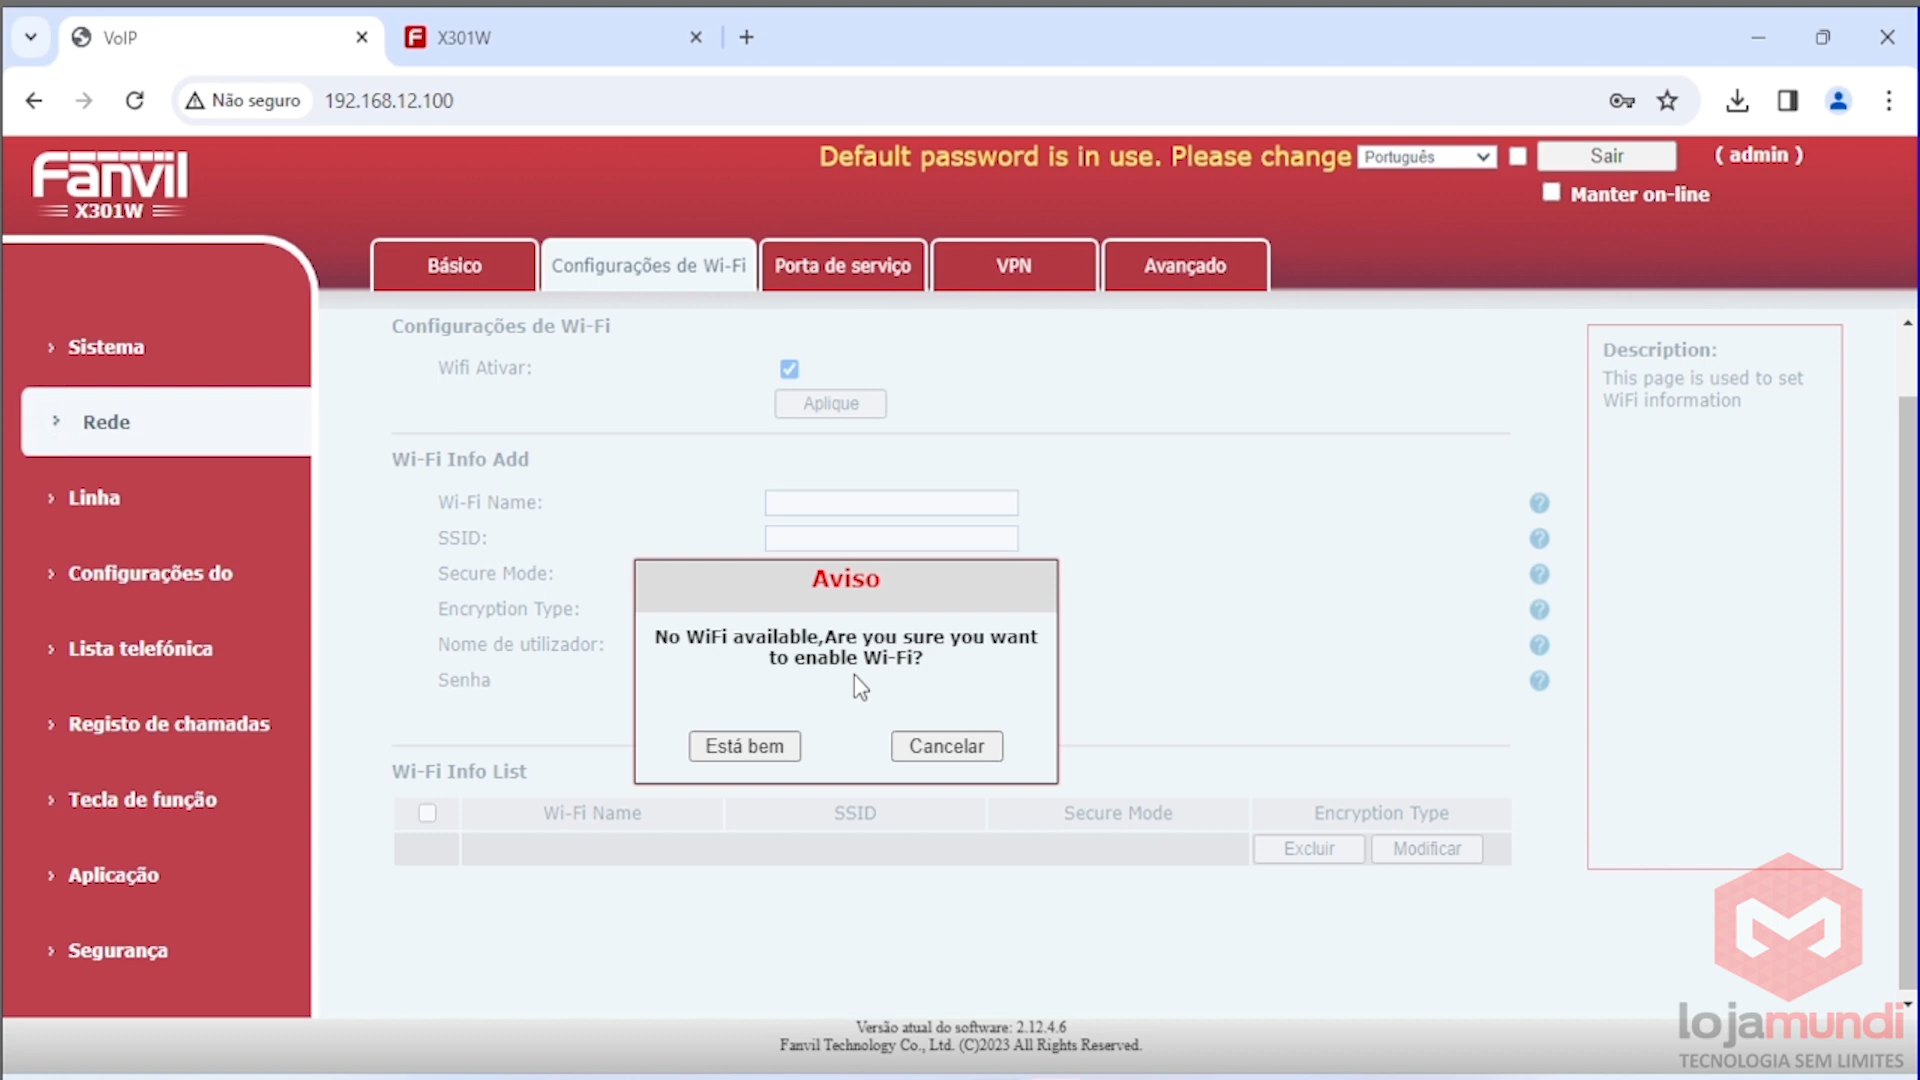 VoIP
X301W
Não seguro
192.168.12.100
Fanvil
X301W
Default password is in use. Please change
Português
Sair
( admin )
Manter on-line
Básico
Configurações de Wi-Fi
Porta de serviço
VPN
Avançado
Sistema
Rede
Linha
Configurações do
Lista telefónica
Registo de chamadas
Tecla de função
Aplicação
Segurança
Configurações de Wi-Fi
Wifi Ativar:
Aplique
Wi-Fi Info Add
Wi-Fi Name:
SSID:
Secure Mode:
Encryption Type:
Nome de utilizador:
Senha
Aviso
No WiFi available,Are you sure you want
to enable Wi-Fi?
Está bem
Cancelar
Wi-Fi Info List
Wi-Fi Name
SSID
Secure Mode
Encryption Type
Excluir
Modificar
Description:
This page is used to set
WiFi information
Versão atual do software: 2.12.4.6
Fanvil Technology Co., Ltd. (C)2023 All Rights Reserved.
lojamundi
TECNOLOGIA SEM LIMITES